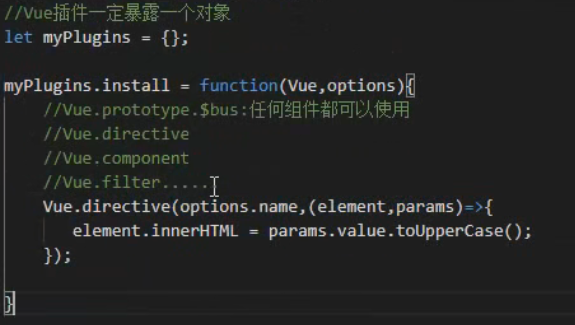 //Vue插件一定暴露一个对象
let myPlugins = {};
myPlugins.install = function(Vue,options){
//Vue.prototype.$bus:任何组件都可以使用
//Vue.directive
//Vue.component
//Vue.filter.....
Vue.directive(options.name,(element,params)=>{
element.innerHTML = params.value.toUpperCase();
});
}